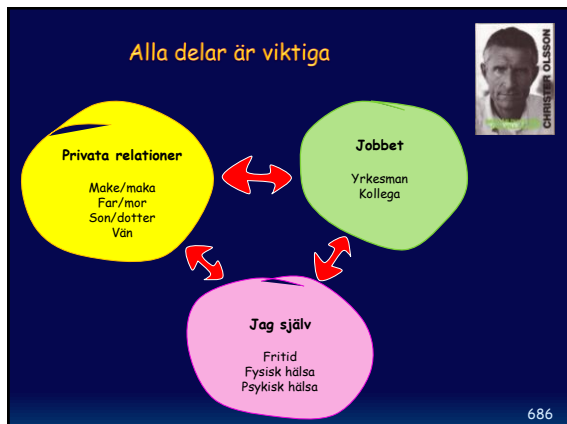 Alla delar är viktiga
CHRISTER OLSSON
Privata relationer
Make/maka
Far/mor
Son/dotter
Vän
Jobbet
Yrkesman
Kollega
Jag själv
Fritid
Fysisk hälsa
Psykisk hälsa
686